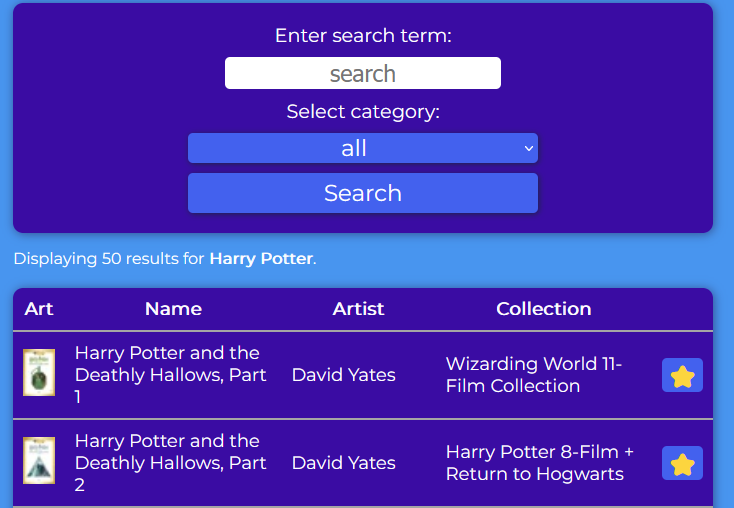 Enter search term:
search
Select category:
all
Search
Displaying 50 results for Harry Potter.
Art Name Artist Collection
Harry Potter and the
Deathly Hallows, Part
1
David Yates
Wizarding World 11-
Film Collection
Harry Potter and the
Deathly Hallows, Part
2
David Yates
Harry Potter 8-Film +
Return to Hogwarts